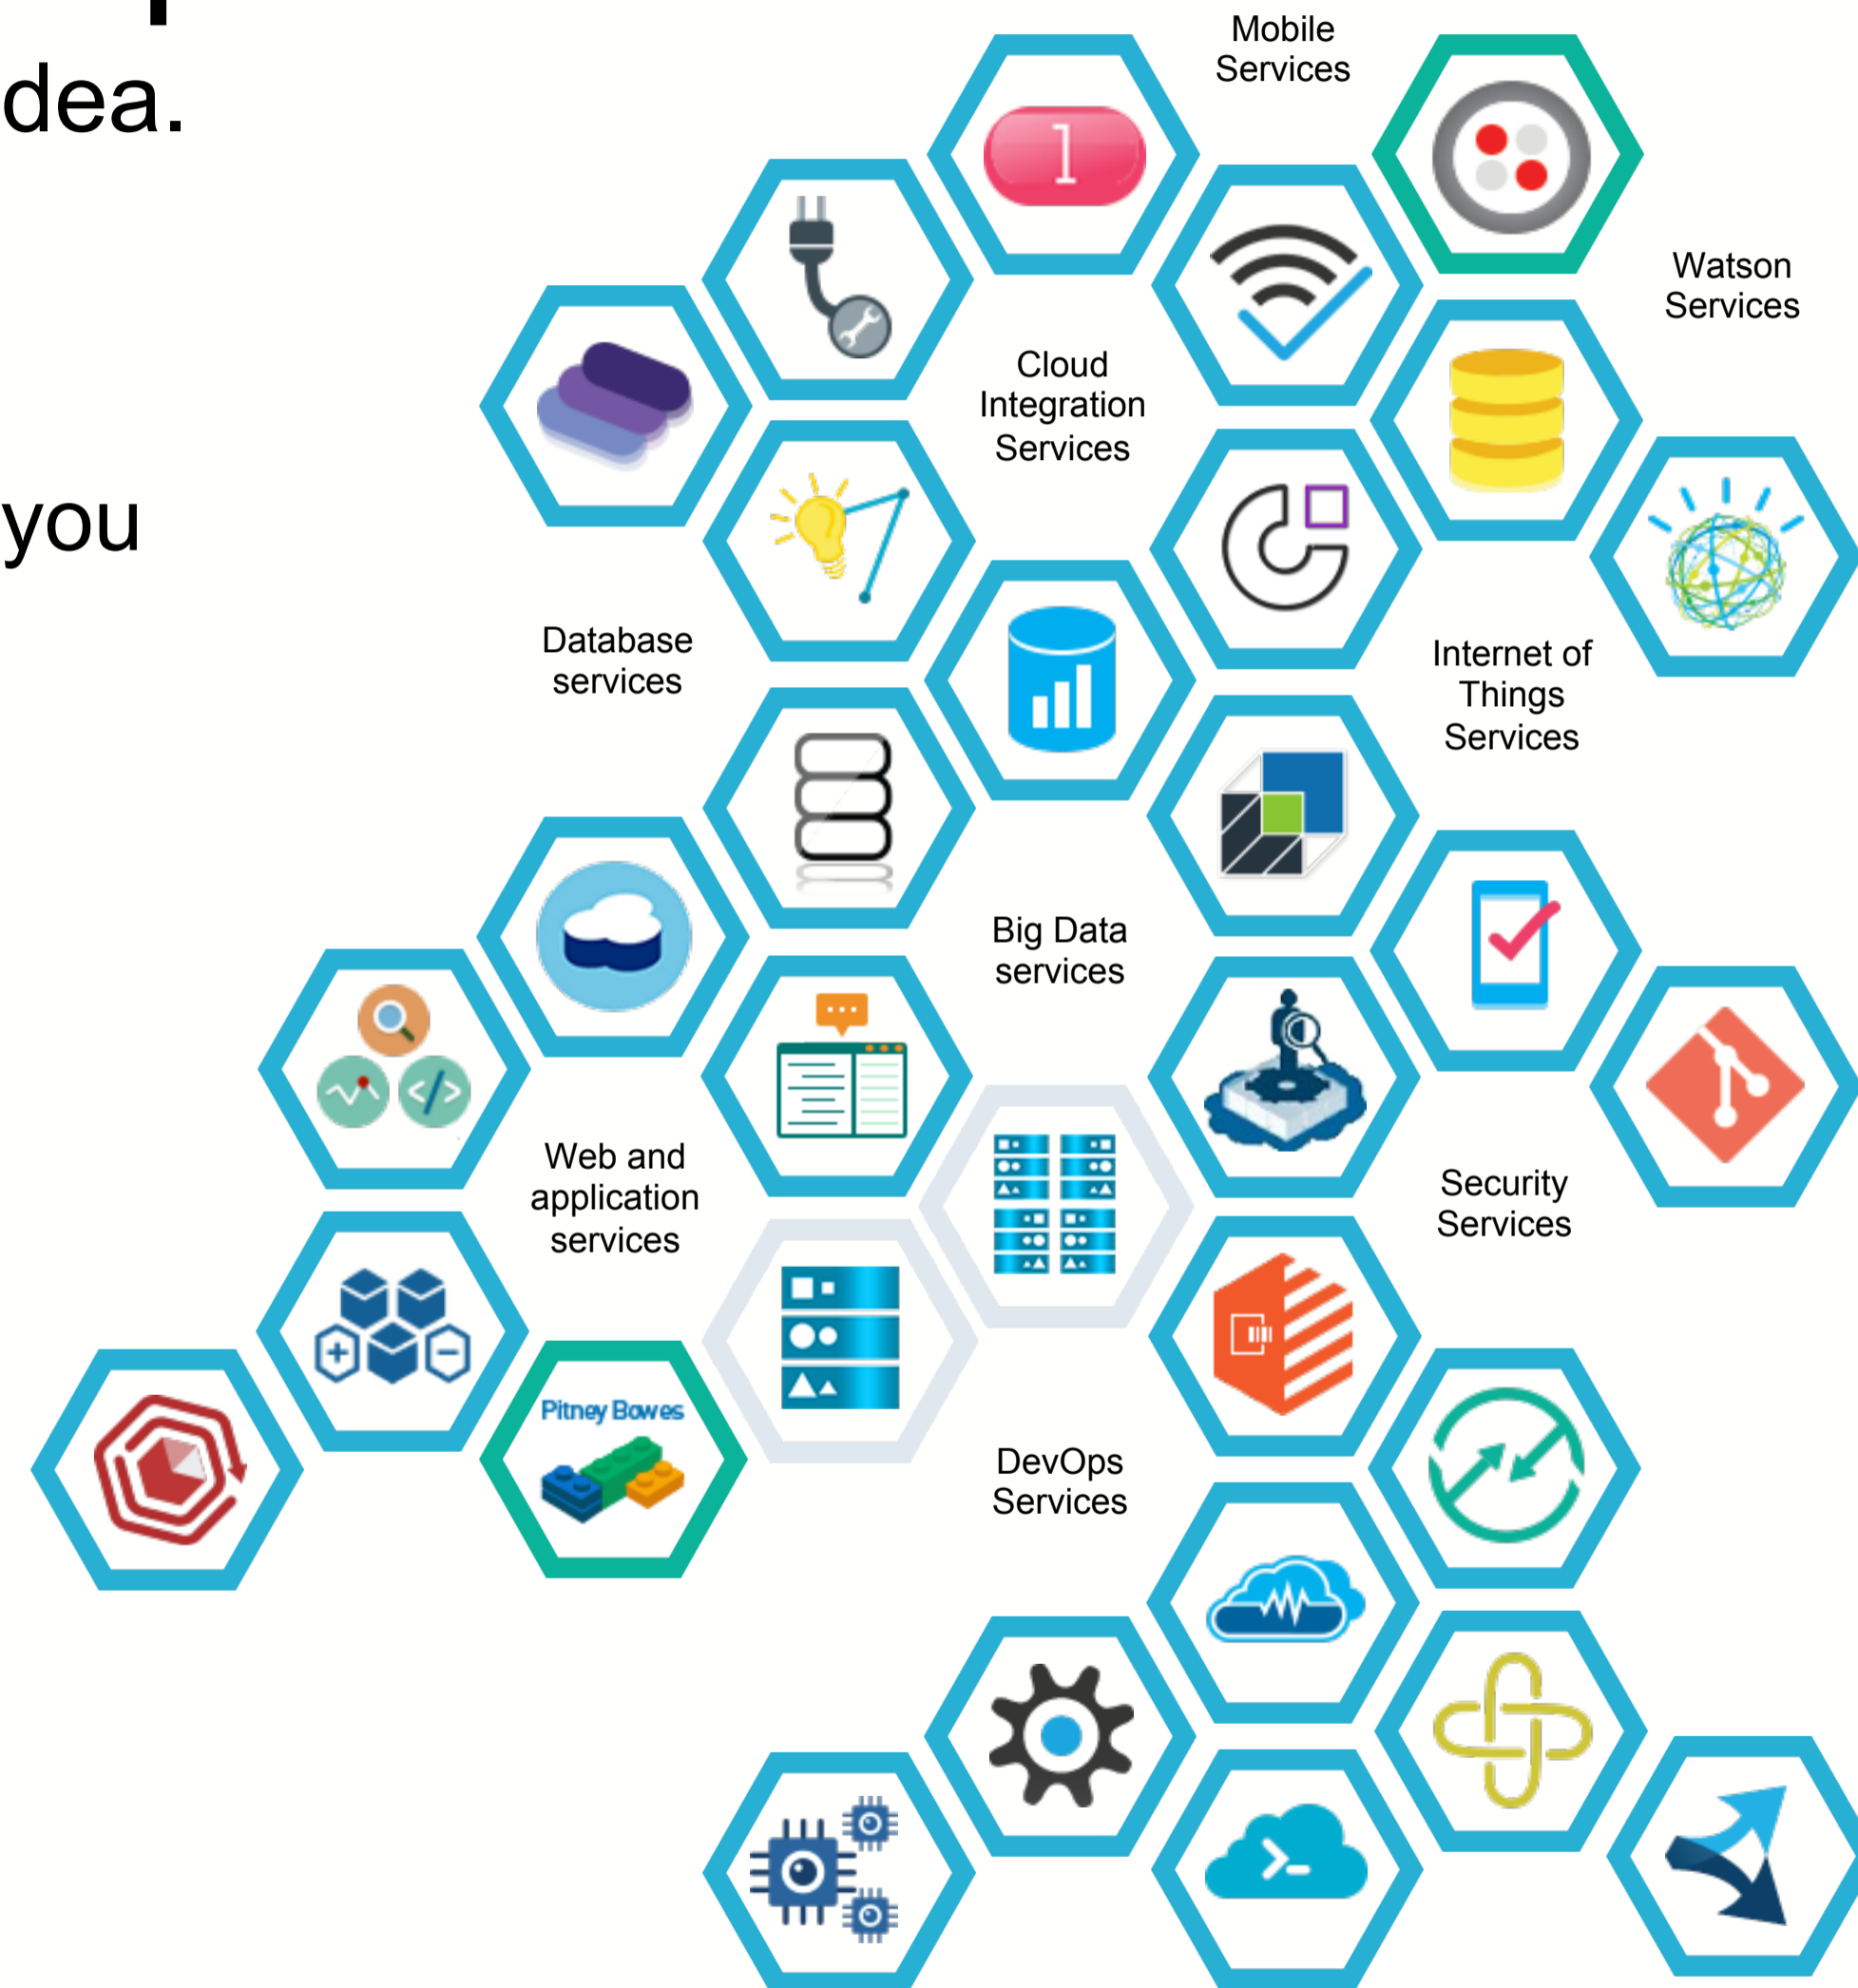 dea.
you
Mobile
Services
Watson
Services
1
Cloud
Integration
Services
Database
services
Internet of
Things
Services
Big Data
services
Web and
application
services
Security
Services
Pitney Bowes
DevOps
Services